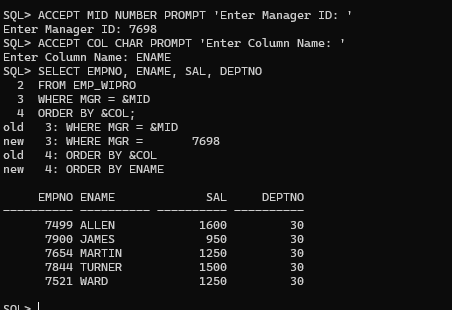 SQL> ACCEPT MID NUMBER PROMPT 'Enter Manager ID: '
Enter Manager ID: 7698
SQL> ACCEPT COL CHAR PROMPT 'Enter Column Name: '
Enter Column Name: ENAME
SQL> SELECT EMPNO, ENAME, SAL, DEPTNO
  2  FROM EMP_WIPRO
  3  WHERE MGR = &MID
  4  ORDER BY &COL;
old   3: WHERE MGR = &MID
new   3: WHERE MGR =       7698
old   4: ORDER BY &COL
new   4: ORDER BY ENAME

     EMPNO ENAME             SAL     DEPTNO
---------- ---------- ---------- ----------
      7499 ALLEN            1600         30
      7900 JAMES             950         30
      7654 MARTIN           1250         30
      7844 TURNER           1500         30
      7521 WARD             1250         30

SQL>